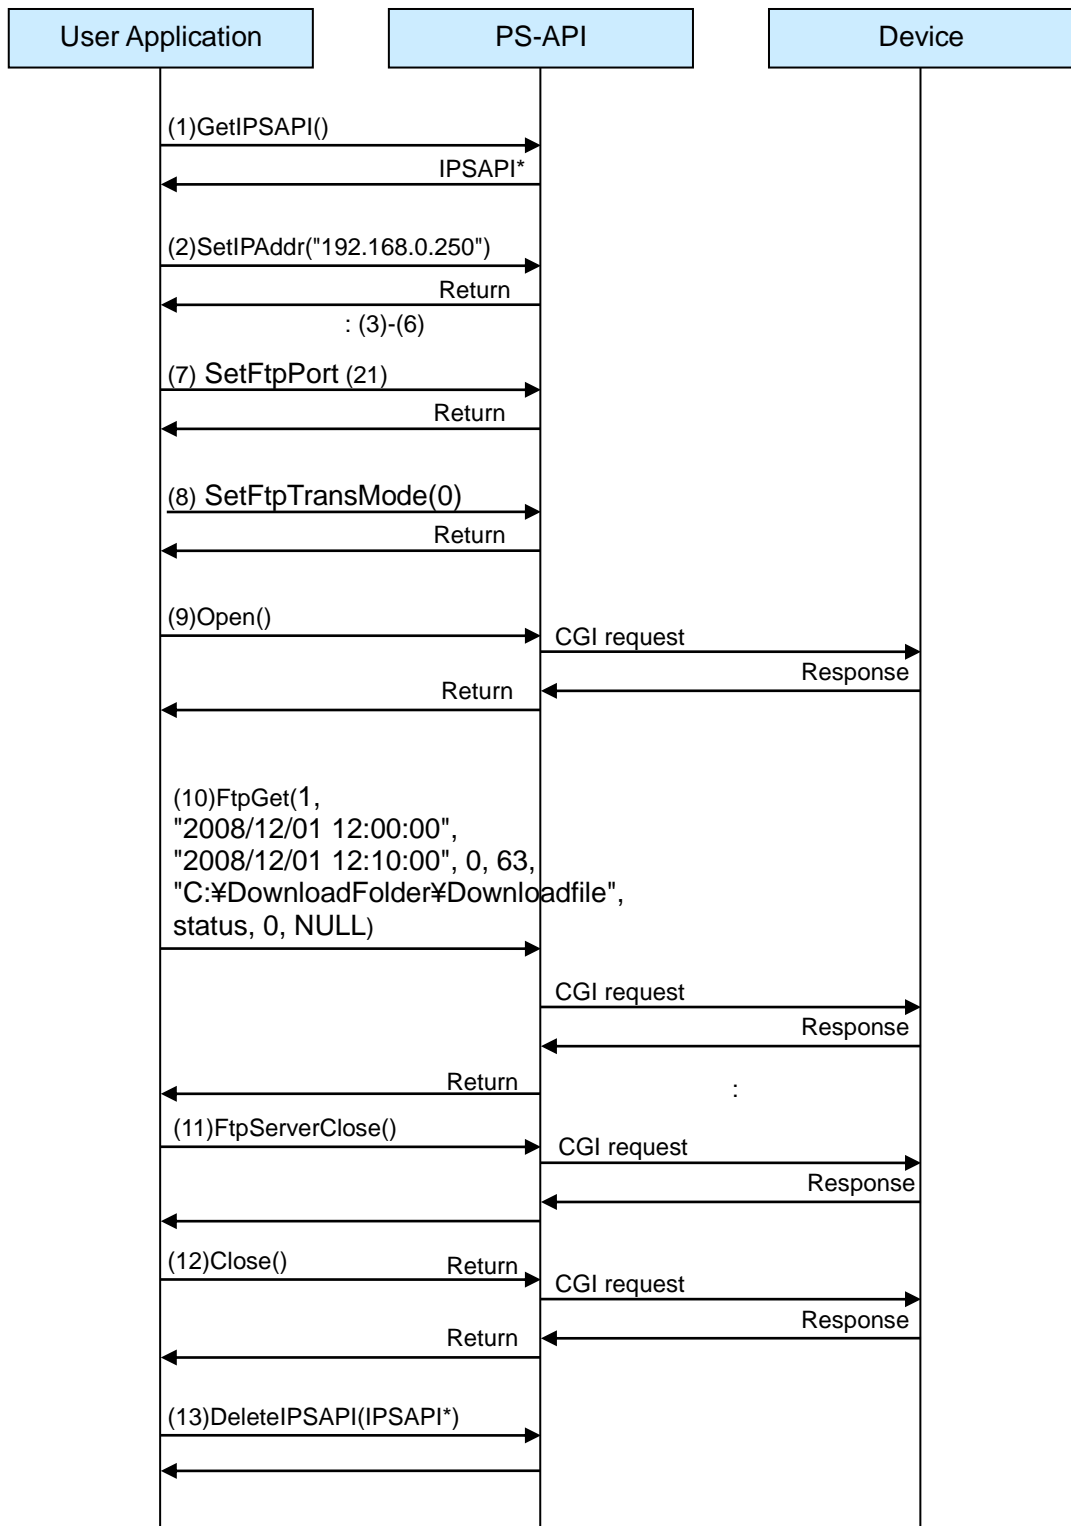 User Application
PS-API
Device
(1)GetIPSAPI()
IPSAPI*
(2)SetIPAddr("192.168.0.250")
Return
: (3)-(6)
(7) SetFtpPort (21)
Return
(8) SetFtpTransMode(0)
Return
(9)Open()
CGI request
Response
Return
(10)FtpGet(1,
"2008/12/01 12:00:00",
"2008/12/01 12:10:00", 0, 63,
"C:¥DownloadFolder¥Downloadfile",
status, 0, NULL)
CGI request
Response
Return
:
(11)FtpServerClose()
CGI request
Response
(12)Close()
Return
CGI request
Response
Return
(13)DeleteIPSAPI(IPSAPI*)